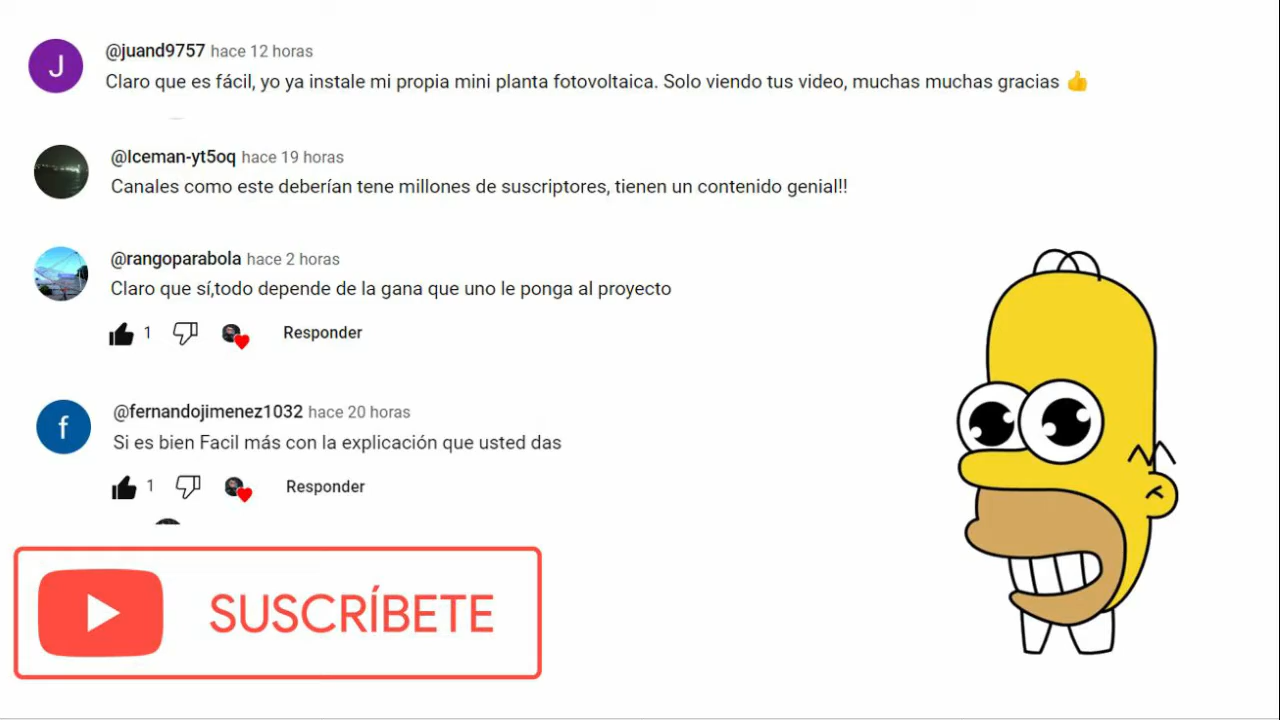 J
@juand9757 hace 12 horas
Claro que es fácil, yo ya instale mi propia mini planta fotovoltaica. Solo viendo tus video, muchas muchas gracias 👍
@Iceman-yt5oq hace 19 horas
Canales como este deberían tene millones de suscriptores, tienen un contenido genial!!
@rangoparabola hace 2 horas
Claro que sí,todo depende de la gana que uno le ponga al proyecto
1 Responder
f
@fernandojimenez1032 hace 20 horas
Si es bien Facil más con la explicación que usted das
1 Responder
SUSCRÍBETE